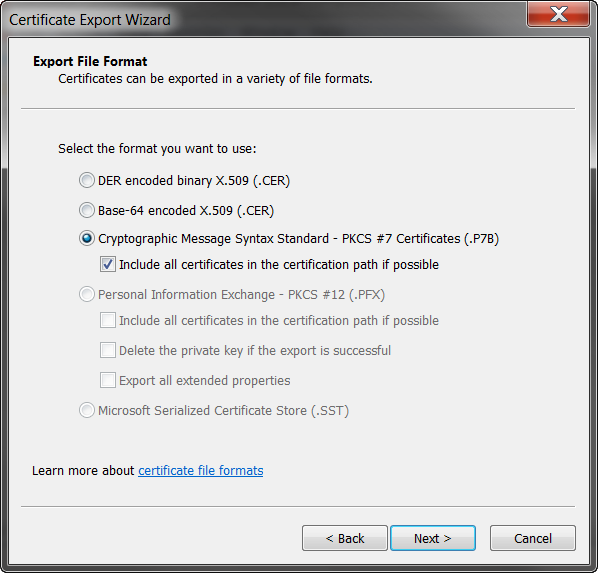 Certificate Export Wizard
Export File Format
Certificates can be exported in a variety of file formats.
Select the format you want to use:
DER encoded binary X.509 (.CER)
Base-64 encoded X.509 (.CER)
Cryptographic Message Syntax Standard - PKCS #7 Certificates (.P7B)
Include all certificates in the certification path if possible
Personal Information Exchange - PKCS #12 (.PFX)
Include all certificates in the certification path if possible
Delete the private key if the export is successful
Export all extended properties
Microsoft Serialized Certificate Store (.SST)
Learn more about certificate file formats
< Back Next > Cancel